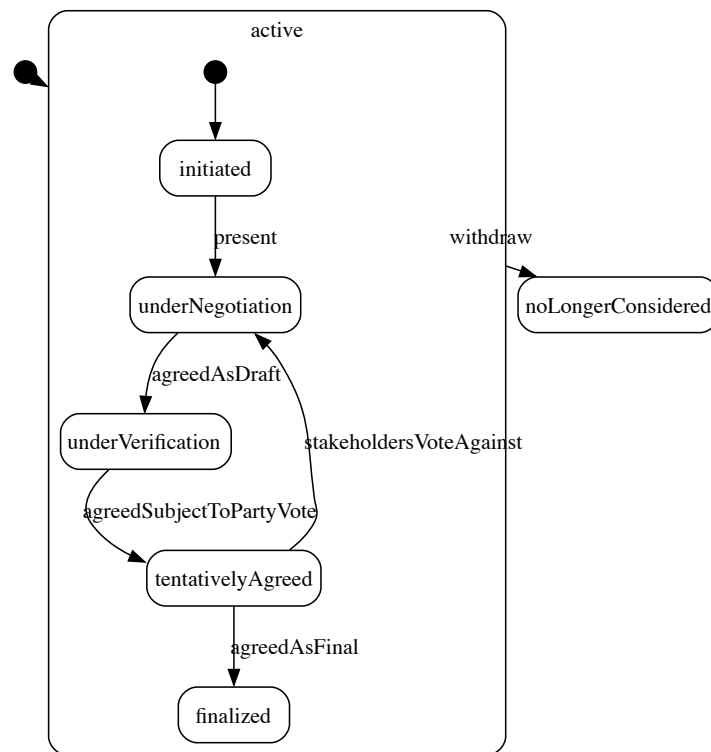 active
initiated
present
withdraw
underNegotiation
noLongerConsidered
agreedAsDraft
underVerification
stakeholdersVoteAgainst
agreedSubjectToPartyVote
tentativelyAgreed
agreedAsFinal
finalized